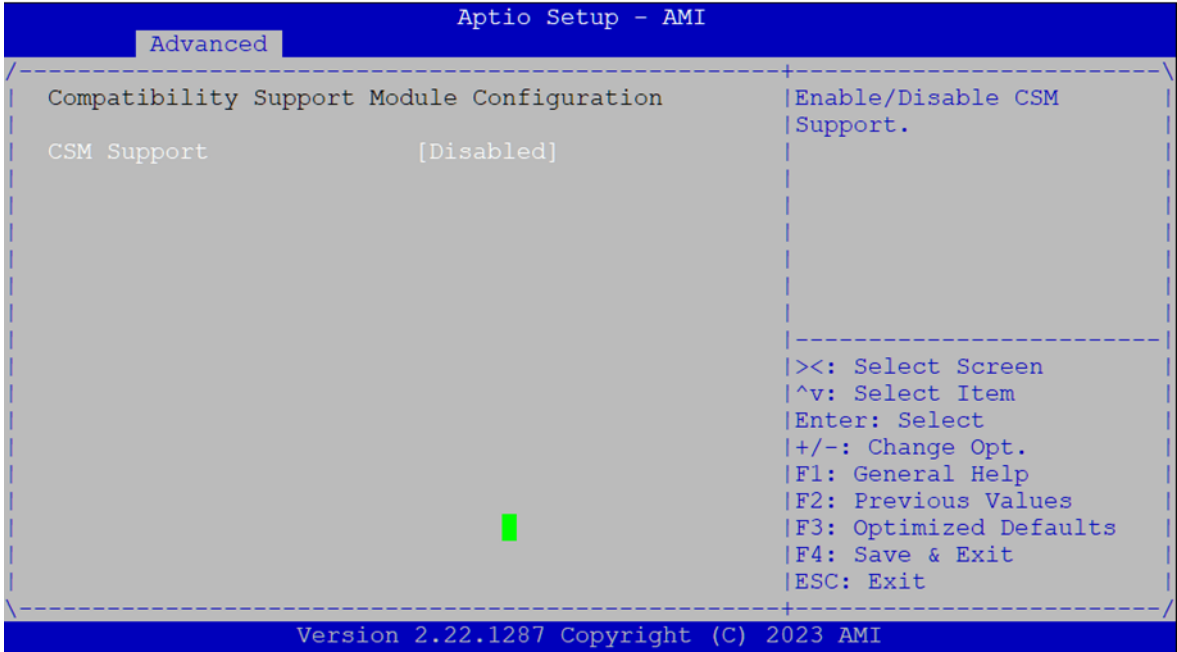 Aptio Setup - AMI
Advanced
Compatibility Support Module Configuration
CSM Support [Disabled]
Enable/Disable CSM
Support.
><: Select Screen
^v: Select Item
Enter: Select
+/-: Change Opt.
F1: General Help
F2: Previous Values
F3: Optimized Defaults
F4: Save & Exit
ESC: Exit
Version 2.22.1287 Copyright (C) 2023 AMI